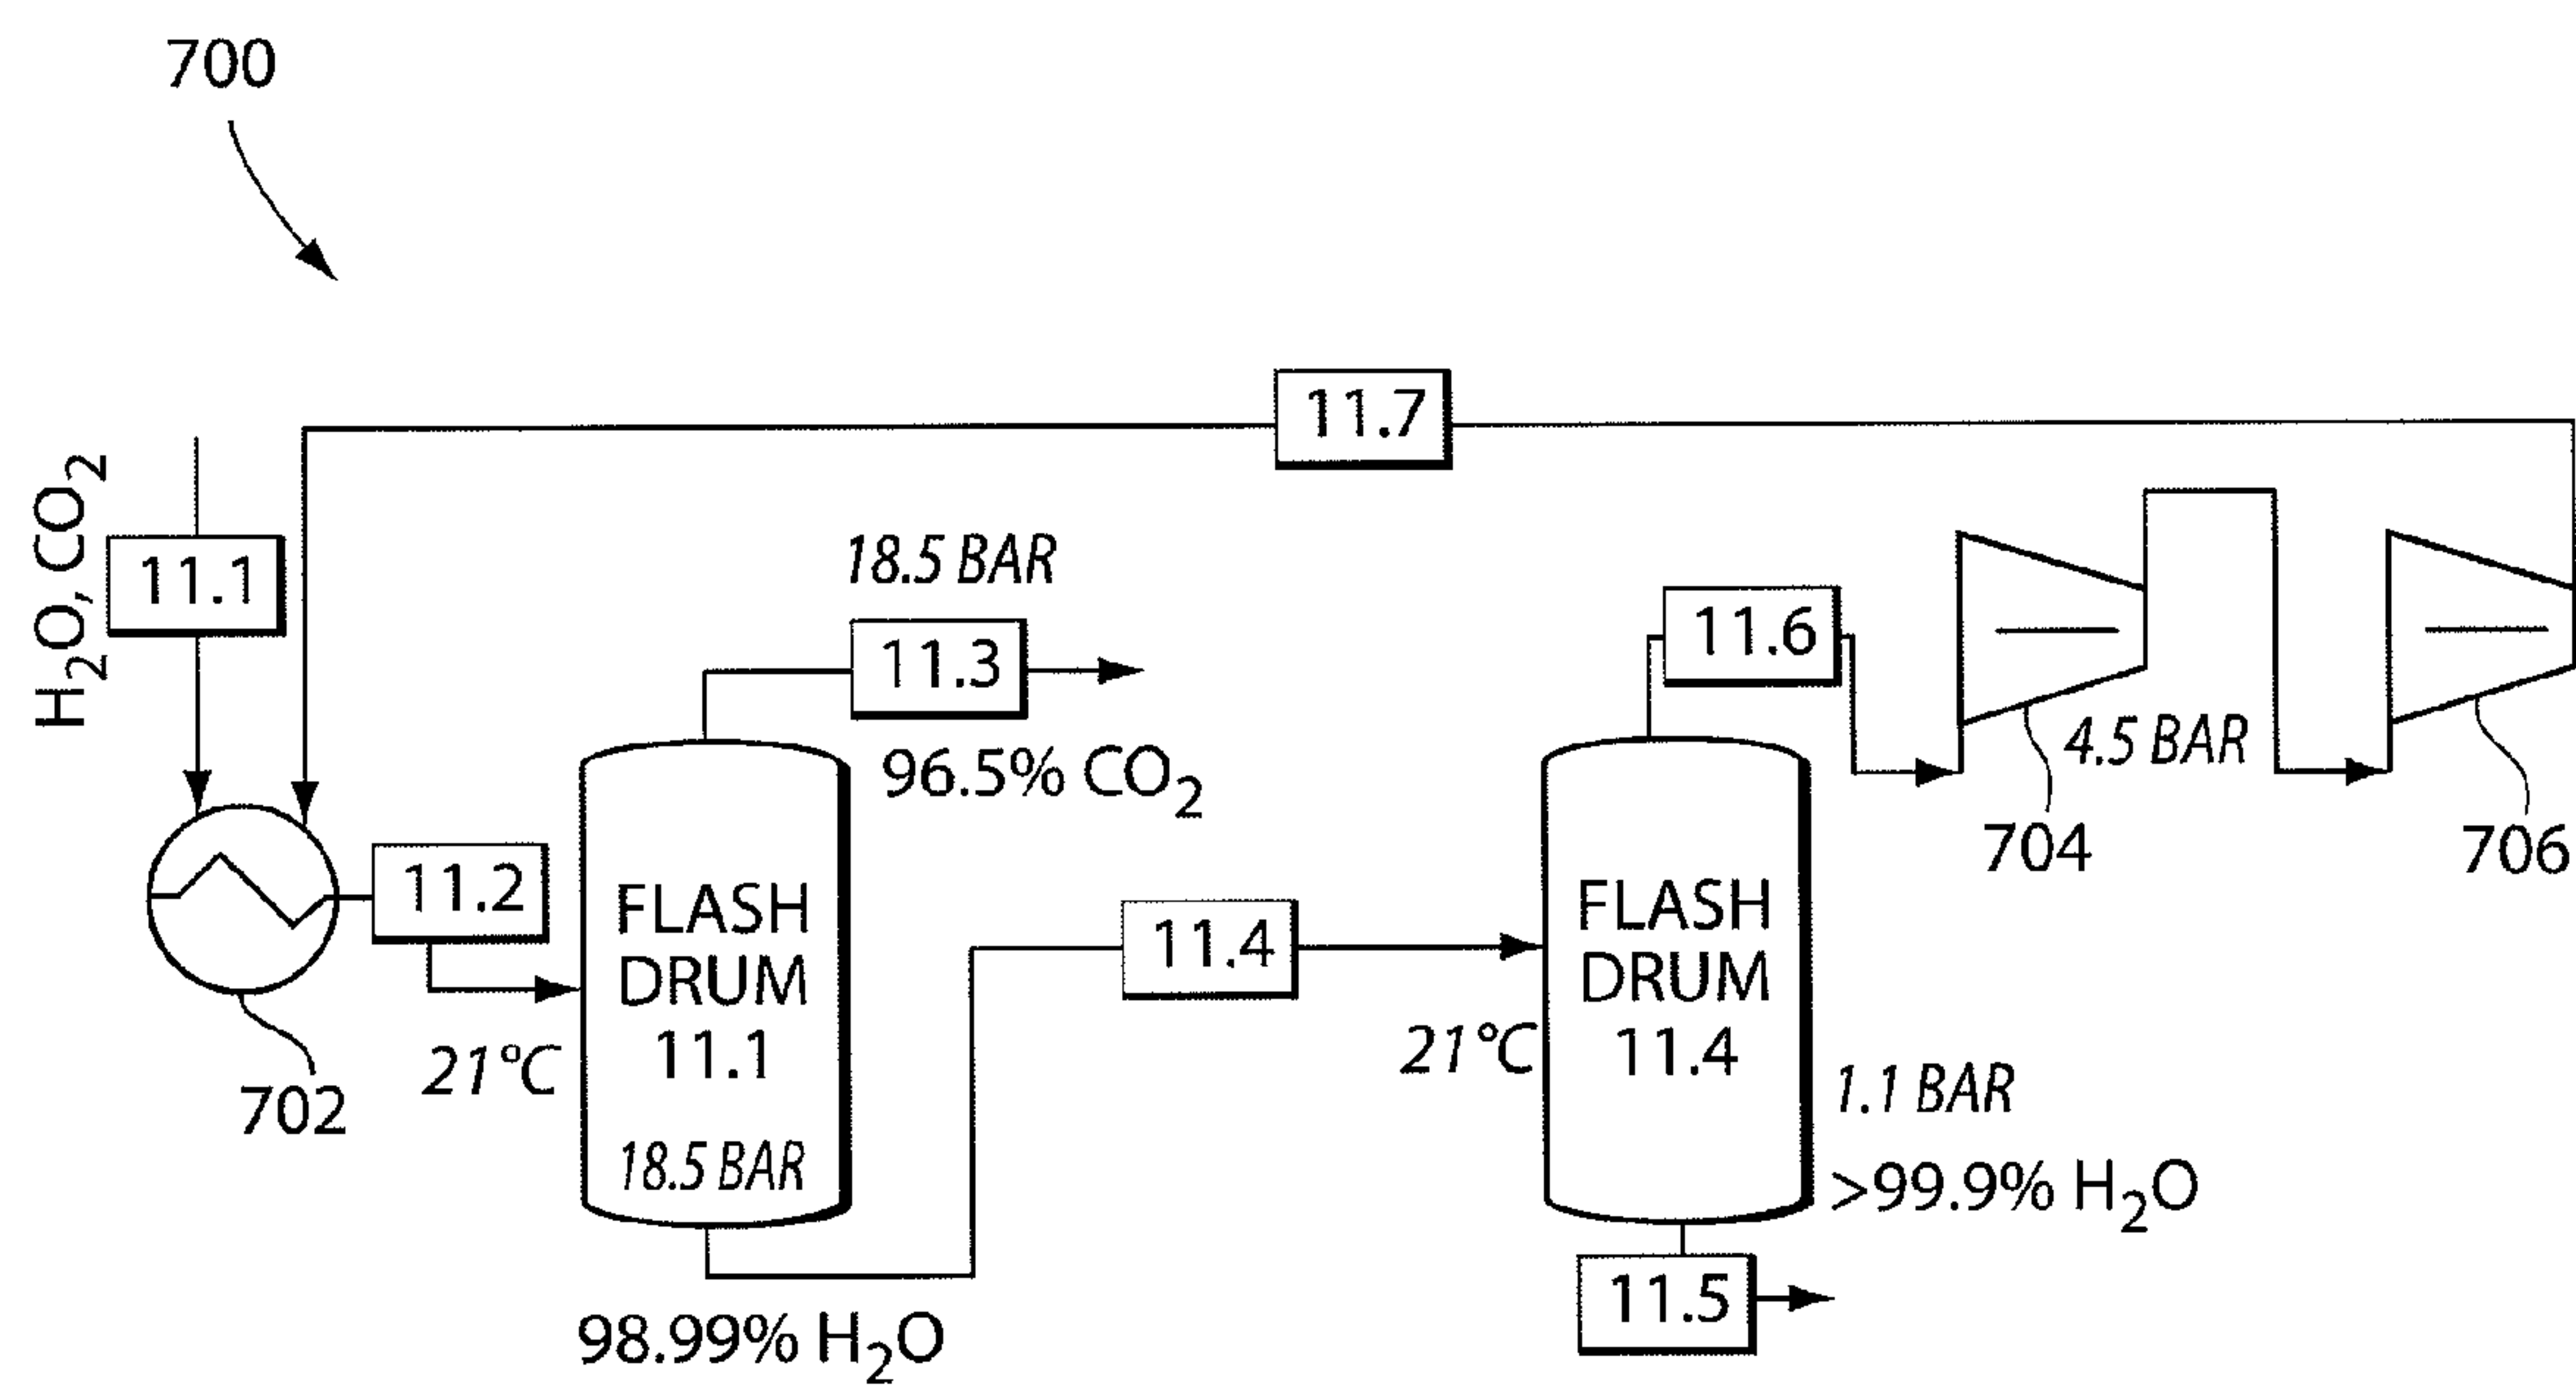 700
11.7
H₂O, CO₂
11.1
18.5 BAR
11.3
96.5% CO₂
11.6
4.5 BAR
704
706
11.2
21°C
702
FLASH
DRUM
11.1
18.5 BAR
98.99% H₂O
11.4
21°C
FLASH
DRUM
11.4
1.1 BAR
>99.9% H₂O
11.5